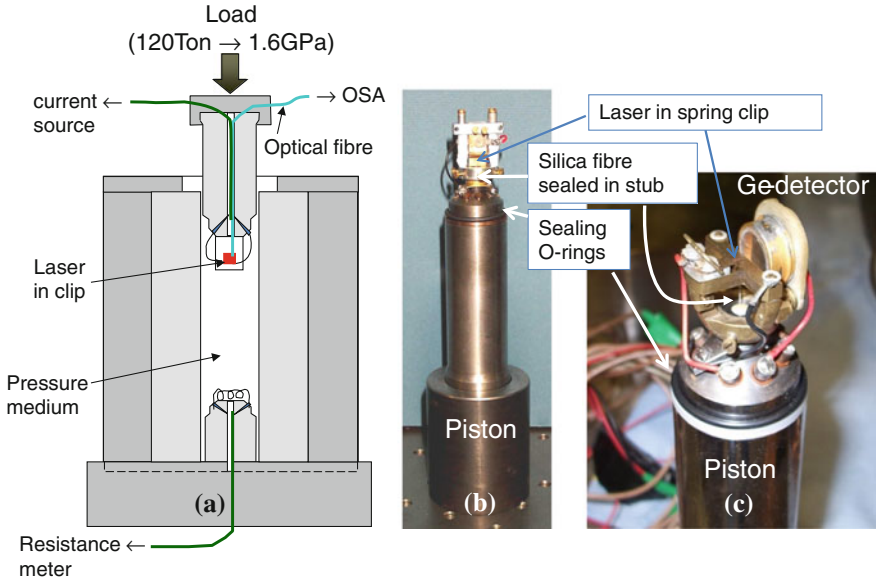 Load
(120Ton → 1.6GPa)
current ←
source
→ OSA
Optical fibre
Laser
in clip
Pressure
medium
(a)
Resistance ←
meter
Laser in spring clip
Silica fibre
sealed in stub
Sealing
O-rings
Piston
(b)
Ge-detector
Piston
(c)